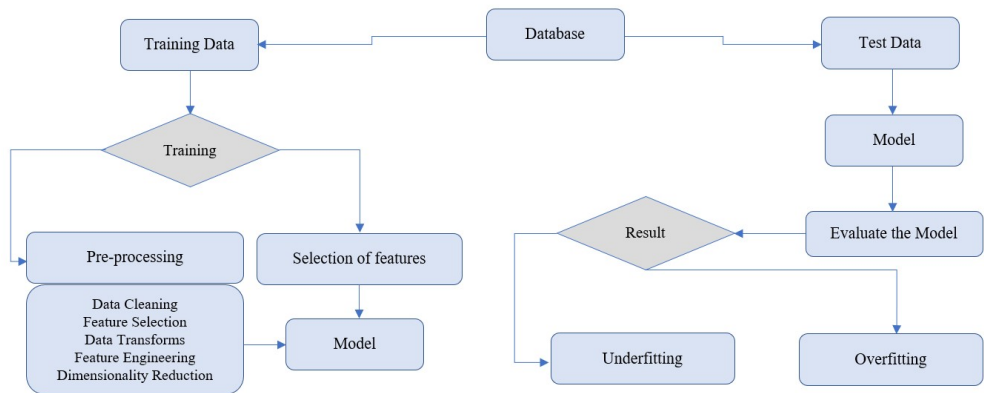 Database
Training Data
Test Data
Training
Model
Result
Evaluate the Model
Pre-processing
Selection of features
Data Cleaning
Feature Selection
Data Transforms
Feature Engineering
Dimensionality Reduction
Model
Underfitting
Overfitting